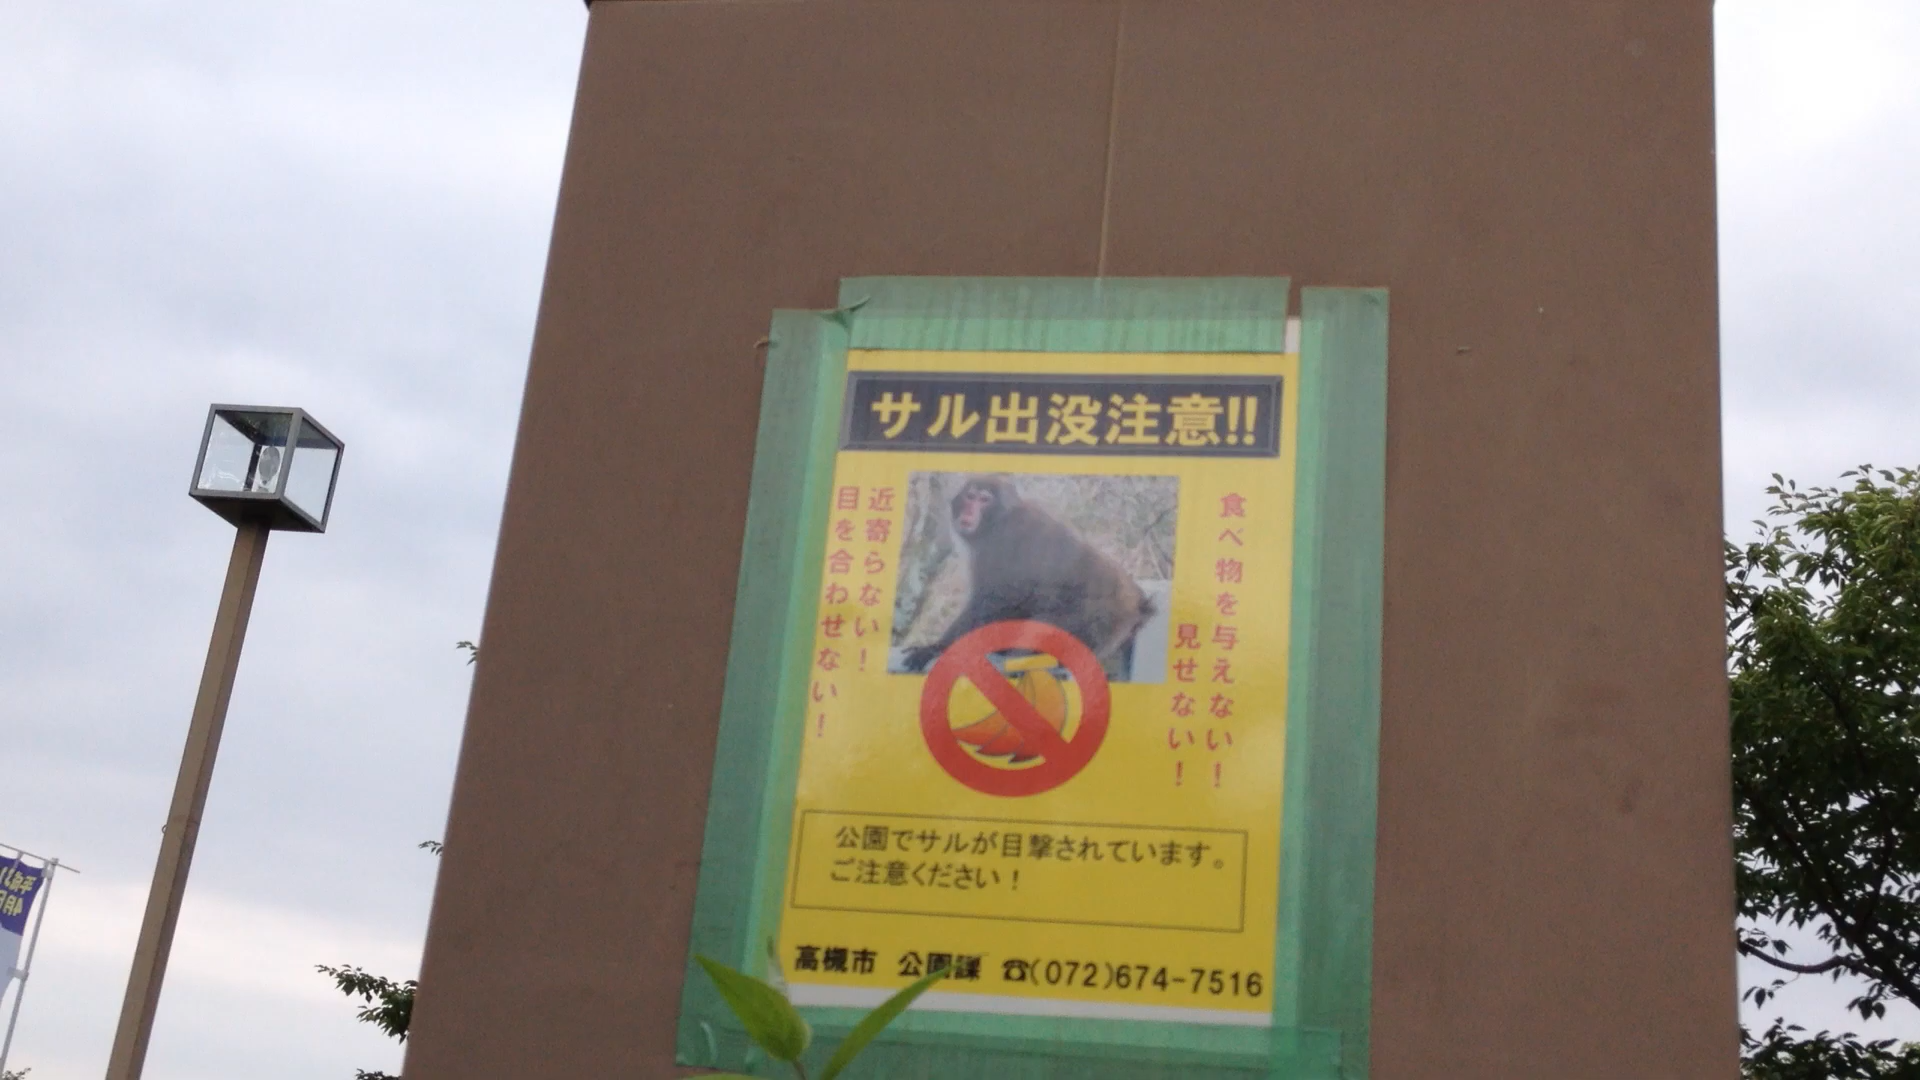 サル出没注意!!
食べ物を与えない！
見せない！
近寄らない！
目を合わせない！
公園でサルが目撃されています。
ご注意ください！
高槻市 公園課 ☎(072)674-7516